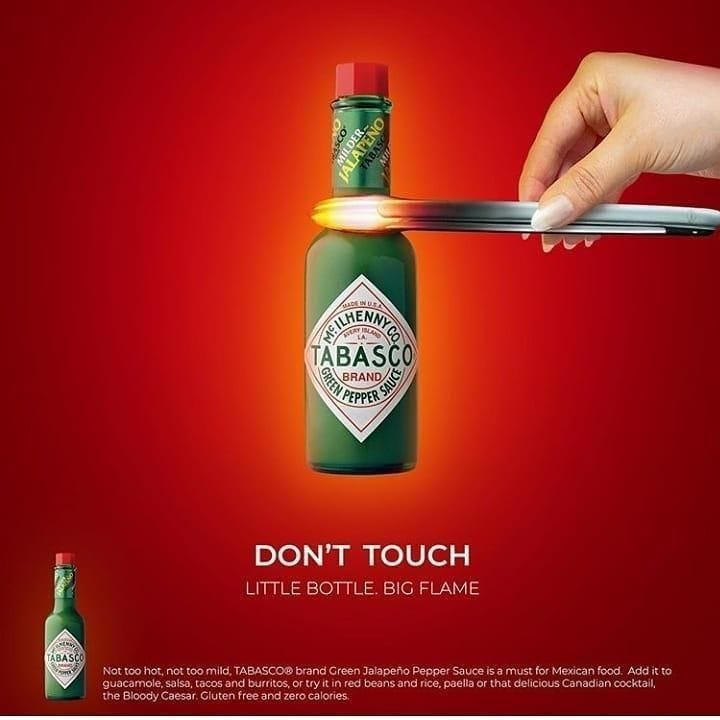 MILDER
JALAPEÑO
TABASCO
MADE IN U.S.A.
McILHENNY CO.
AVERY ISLAND
LA.
TABASCO
BRAND
GREEN PEPPER SAUCE
DON'T TOUCH
LITTLE BOTTLE. BIG FLAME
McILHENNY CO.
TABASCO
BRAND
Not too hot, not too mild, TABASCO® brand Green Jalapeño Pepper Sauce is a must for Mexican food. Add it to
guacamole, salsa, tacos and burritos, or try it in red beans and rice, paella or that delicious Canadian cocktail,
the Bloody Caesar. Gluten free and zero calories.